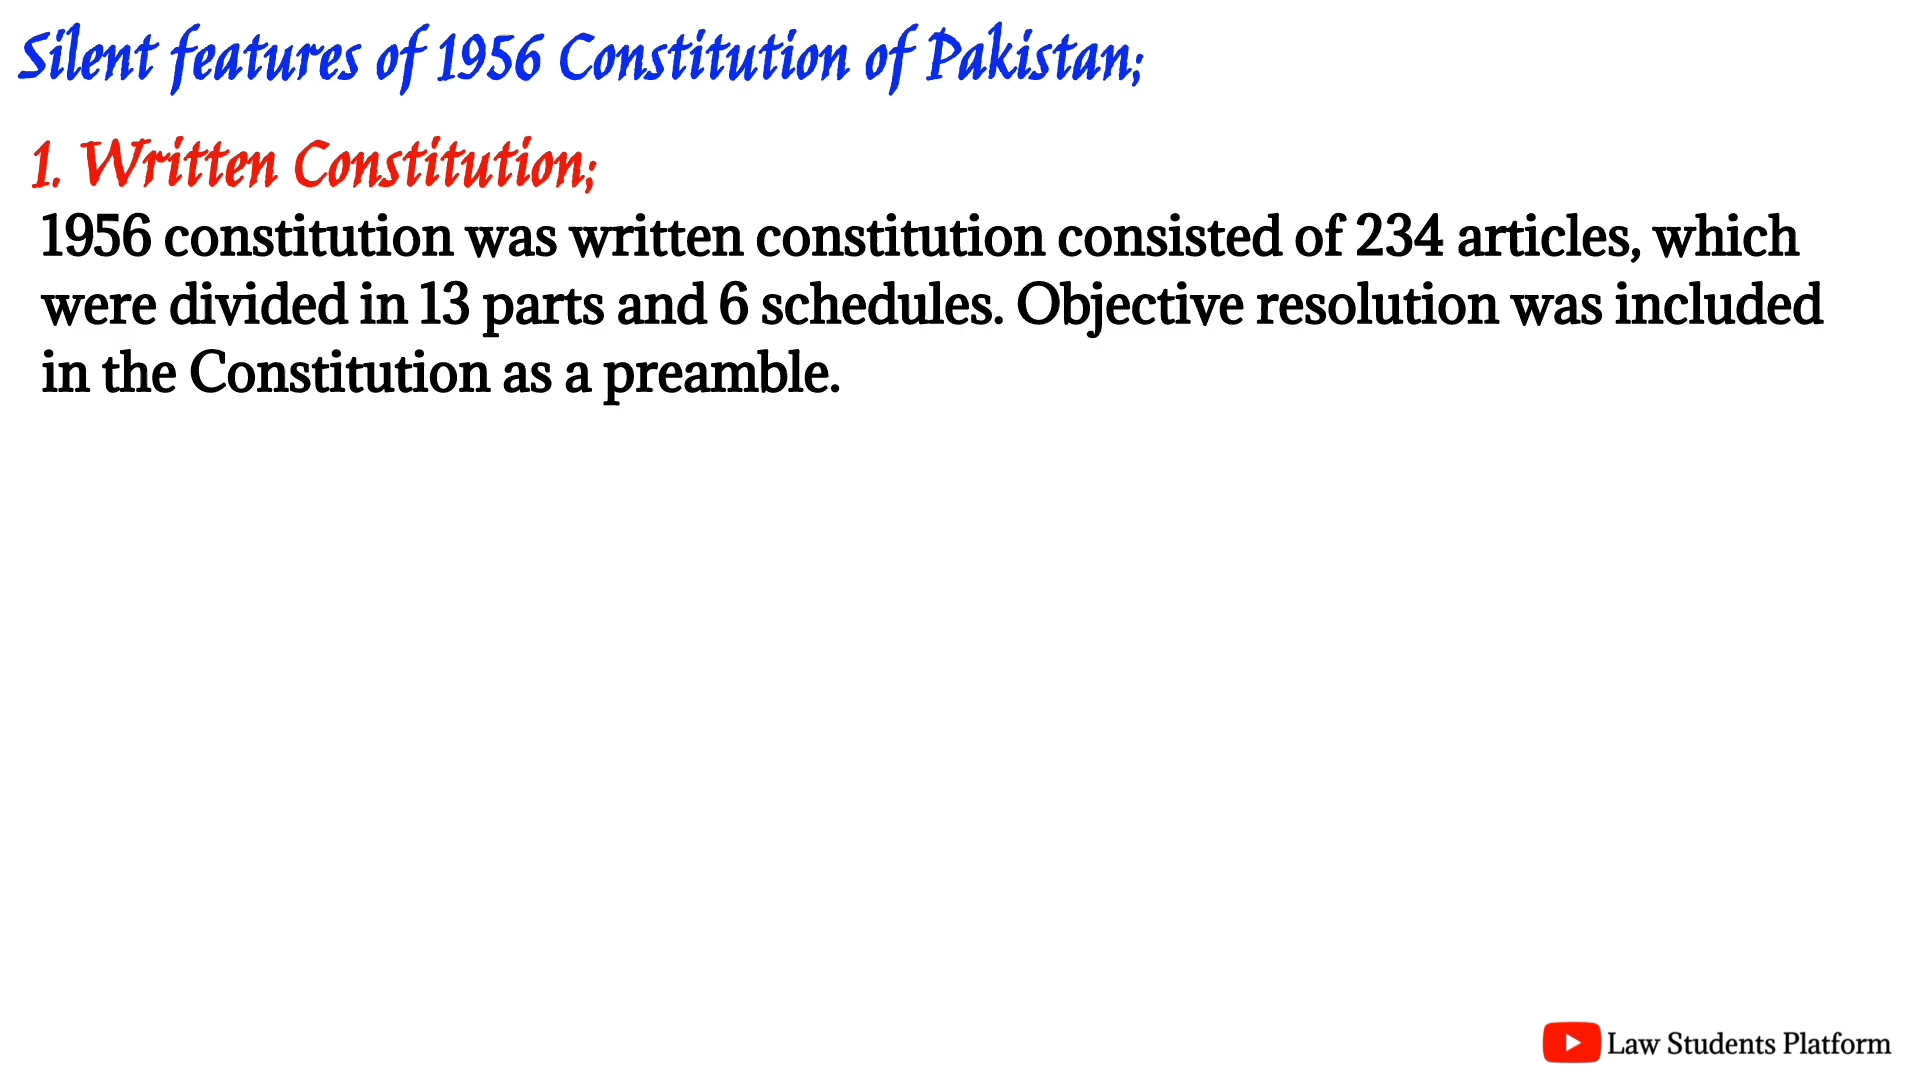 Silent features of 1956 Constitution of Pakistan;
1. Written Constitution;
1956 constitution was written constitution consisted of 234 articles, which
were divided in 13 parts and 6 schedules. Objective resolution was included
in the Constitution as a preamble.
Law Students Platform